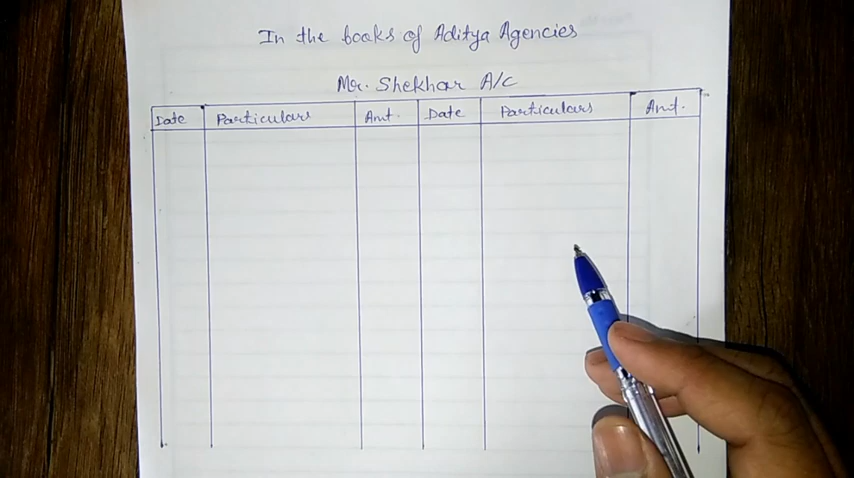 In the books of Aditya Agencies
Mr. Shekhar A/C
Date Particulars Amt. Date Particulars Amt.